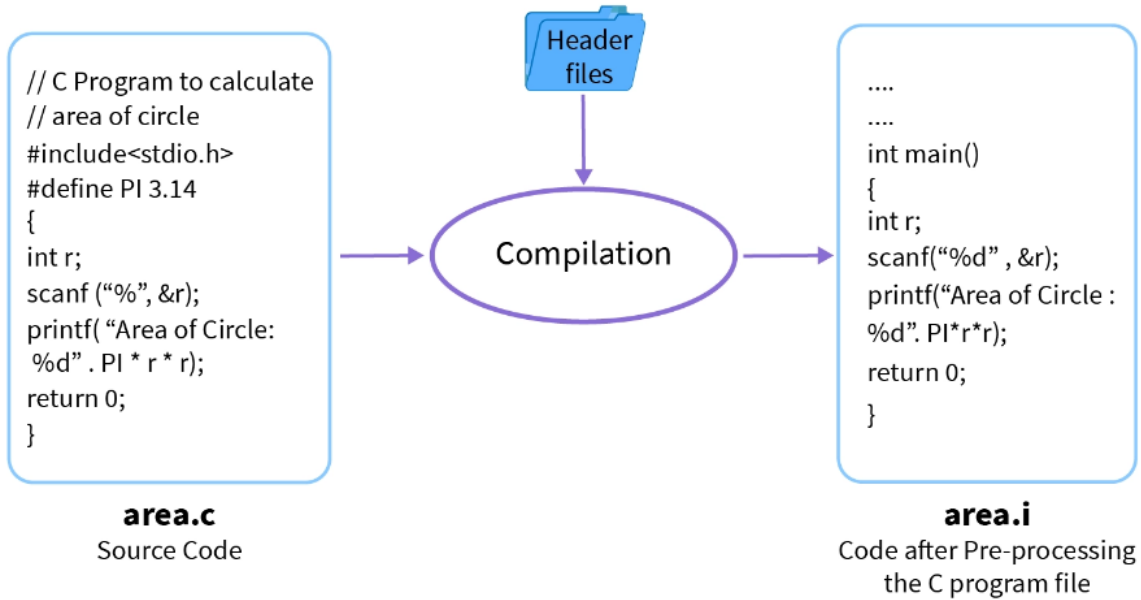 // C Program to calculate
// area of circle
#include<stdio.h>
#define PI 3.14
{
int r;
scanf (“%”, &r);
printf( “Area of Circle:
%d” . PI * r * r);
return 0;
}
area.c
Source Code
Header
files
Compilation
....
....
int main()
{
int r;
scanf(“%d” , &r);
printf(“Area of Circle :
%d”. PI*r*r);
return 0;
}
area.i
Code after Pre-processing
the C program file